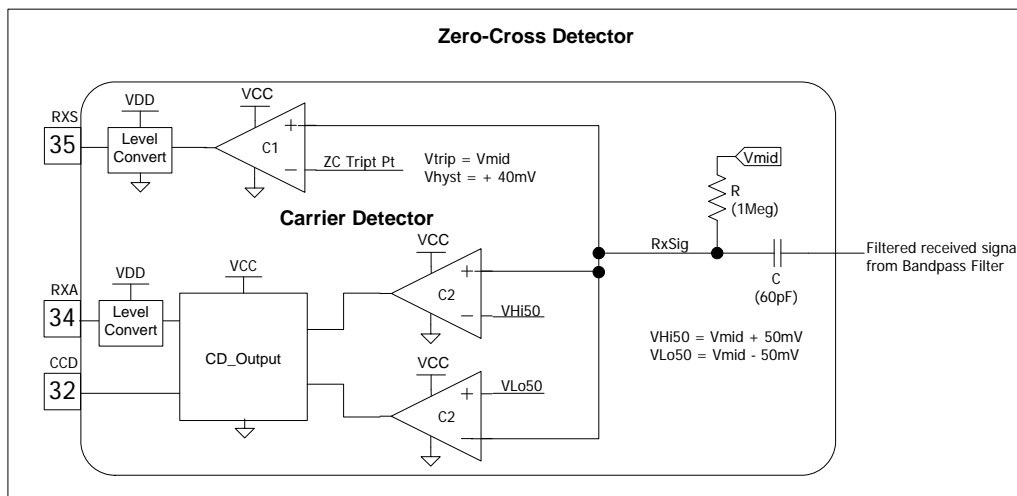 Zero-Cross Detector
RXS
35
VDD
Level
Convert
VCC
C1
+
−
ZC Tript Pt
Vtrip = Vmid
Vhyst = + 40mV
Vmid
R
(1Meg)
Carrier Detector
RxSig
C
(60pF)
Filtered received signa
from Bandpass Filter
RXA
34
VDD
Level
Convert
VCC
CD_Output
VCC
C2
+
−
VHi50
VHi50 = Vmid + 50mV
VLo50 = Vmid - 50mV
CCD
32
VCC
C2
+
−
VLo50